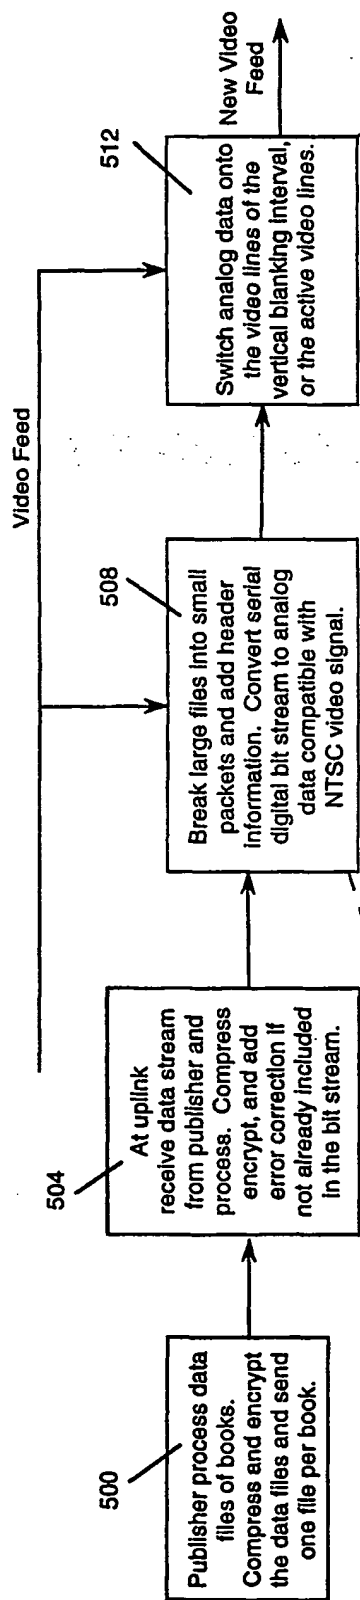 500
Publisher process data
files of books.
Compress and encrypt
the data files and send
one file per book.
504
At uplink
receive data stream
from publisher and
process. Compress
encrypt, and add
error correction if
not already included
in the bit stream.
Video Feed
508
Break large files into small
packets and add header
information. Convert serial
digital bit stream to analog
data compatible with
NTSC video signal.
512
Switch analog data onto
the video lines of the
vertical blanking interval,
or the active video lines.
New Video
Feed